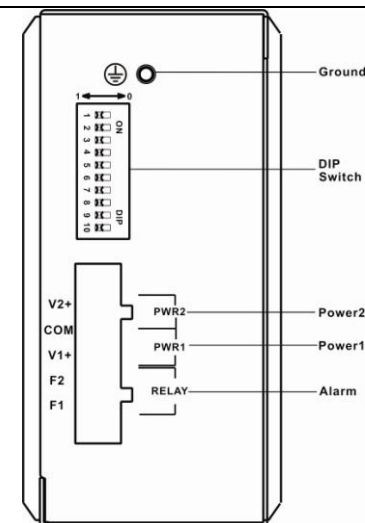 Ground
1 0
1 ON
2
3
4
5
6
7
8
9 DIP
10
DIP
Switch
V2+
PWR2
Power2
COM
V1+
PWR1
Power1
F2
RELAY
Alarm
F1